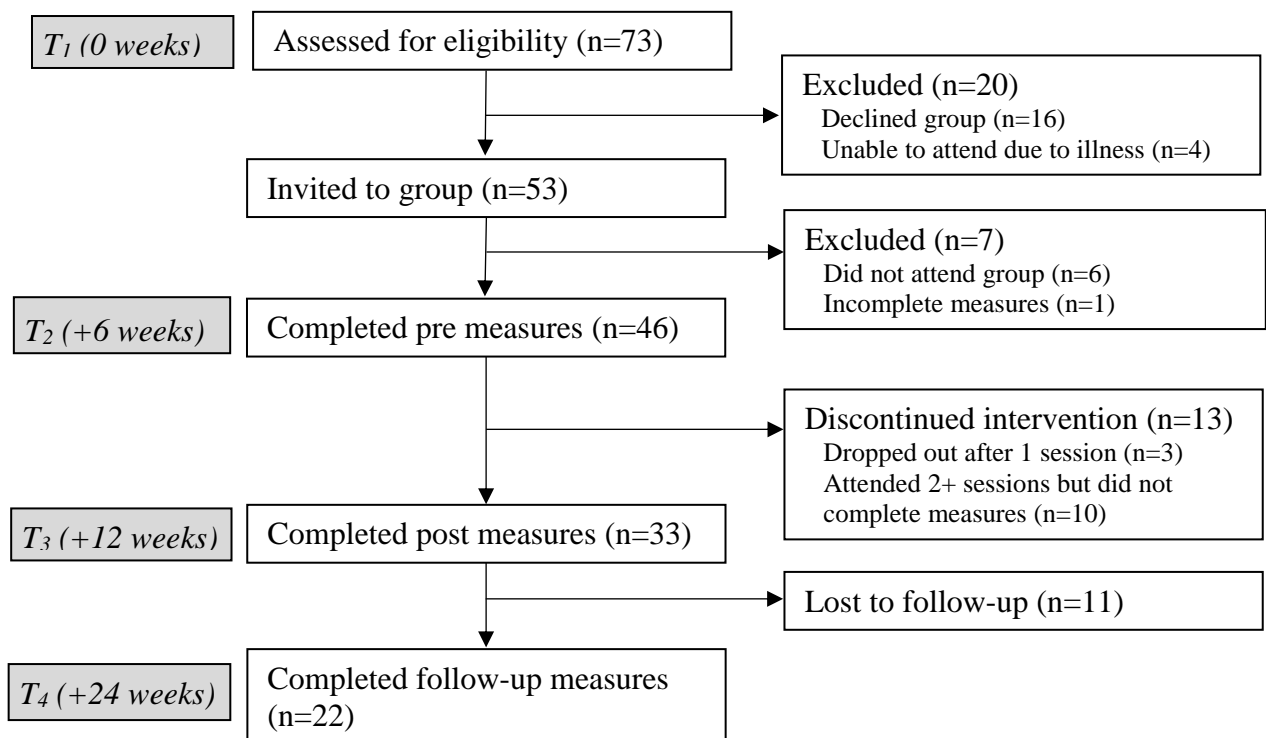 T1 (0 weeks)
Assessed for eligibility (n=73)
Excluded (n=20)
Declined group (n=16)
Unable to attend due to illness (n=4)
Invited to group (n=53)
Excluded (n=7)
Did not attend group (n=6)
Incomplete measures (n=1)
T2 (+6 weeks)
Completed pre measures (n=46)
Discontinued intervention (n=13)
Dropped out after 1 session (n=3)
Attended 2+ sessions but did not
complete measures (n=10)
T3 (+12 weeks)
Completed post measures (n=33)
Lost to follow-up (n=11)
T4 (+24 weeks)
Completed follow-up measures
(n=22)